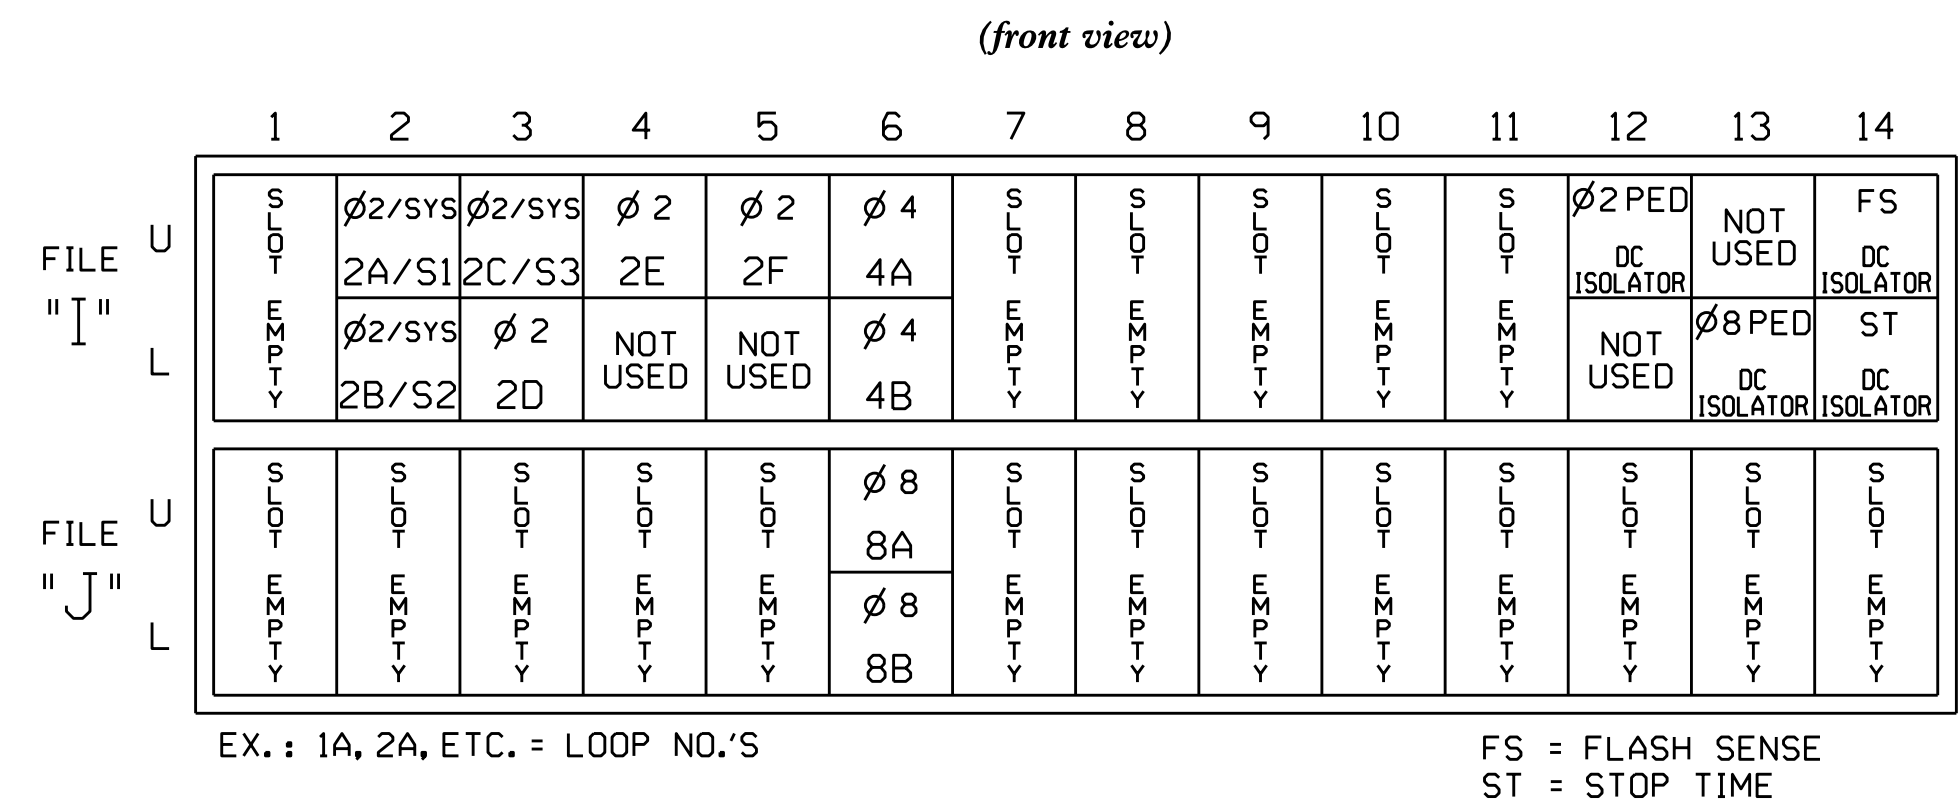 (front view)
1 2 3 4 5 6 7 8 9 10 11 12 13 14
FILE "I"
U
SLOT EMPTY
Ø2/SYS 2A/S1
Ø2/SYS 2C/S3
Ø 2 2E
Ø 2 2F
Ø 4 4A
SLOT EMPTY
SLOT EMPTY
SLOT EMPTY
SLOT EMPTY
SLOT EMPTY
Ø2 PED DC ISOLATOR
NOT USED
FS DC ISOLATOR
L
Ø2/SYS 2B/S2
Ø 2 2D
NOT USED
NOT USED
Ø 4 4B
NOT USED
Ø8 PED DC ISOLATOR
ST DC ISOLATOR
FILE "J"
U
SLOT EMPTY
SLOT EMPTY
SLOT EMPTY
SLOT EMPTY
SLOT EMPTY
Ø 8 8A
SLOT EMPTY
SLOT EMPTY
SLOT EMPTY
SLOT EMPTY
SLOT EMPTY
SLOT EMPTY
SLOT EMPTY
SLOT EMPTY
L
Ø 8 8B
EX.: 1A, 2A, ETC. = LOOP NO.'S
FS = FLASH SENSE
ST = STOP TIME